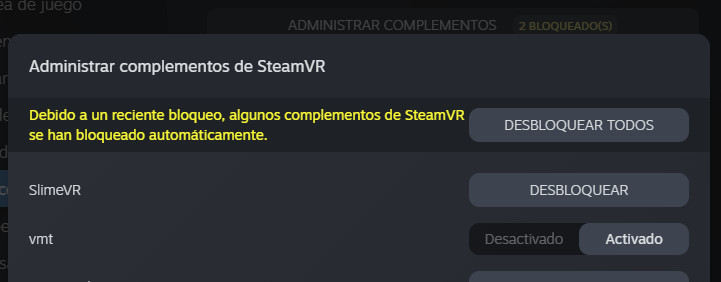 ea de juego
ADMINISTRAR COMPLEMENTOS 2 BLOQUEADO(S)
Administrar complementos de SteamVR
Debido a un reciente bloqueo, algunos complementos de SteamVR
se han bloqueado automáticamente.
DESBLOQUEAR TODOS
SlimeVR DESBLOQUEAR
vmt Desactivado Activado